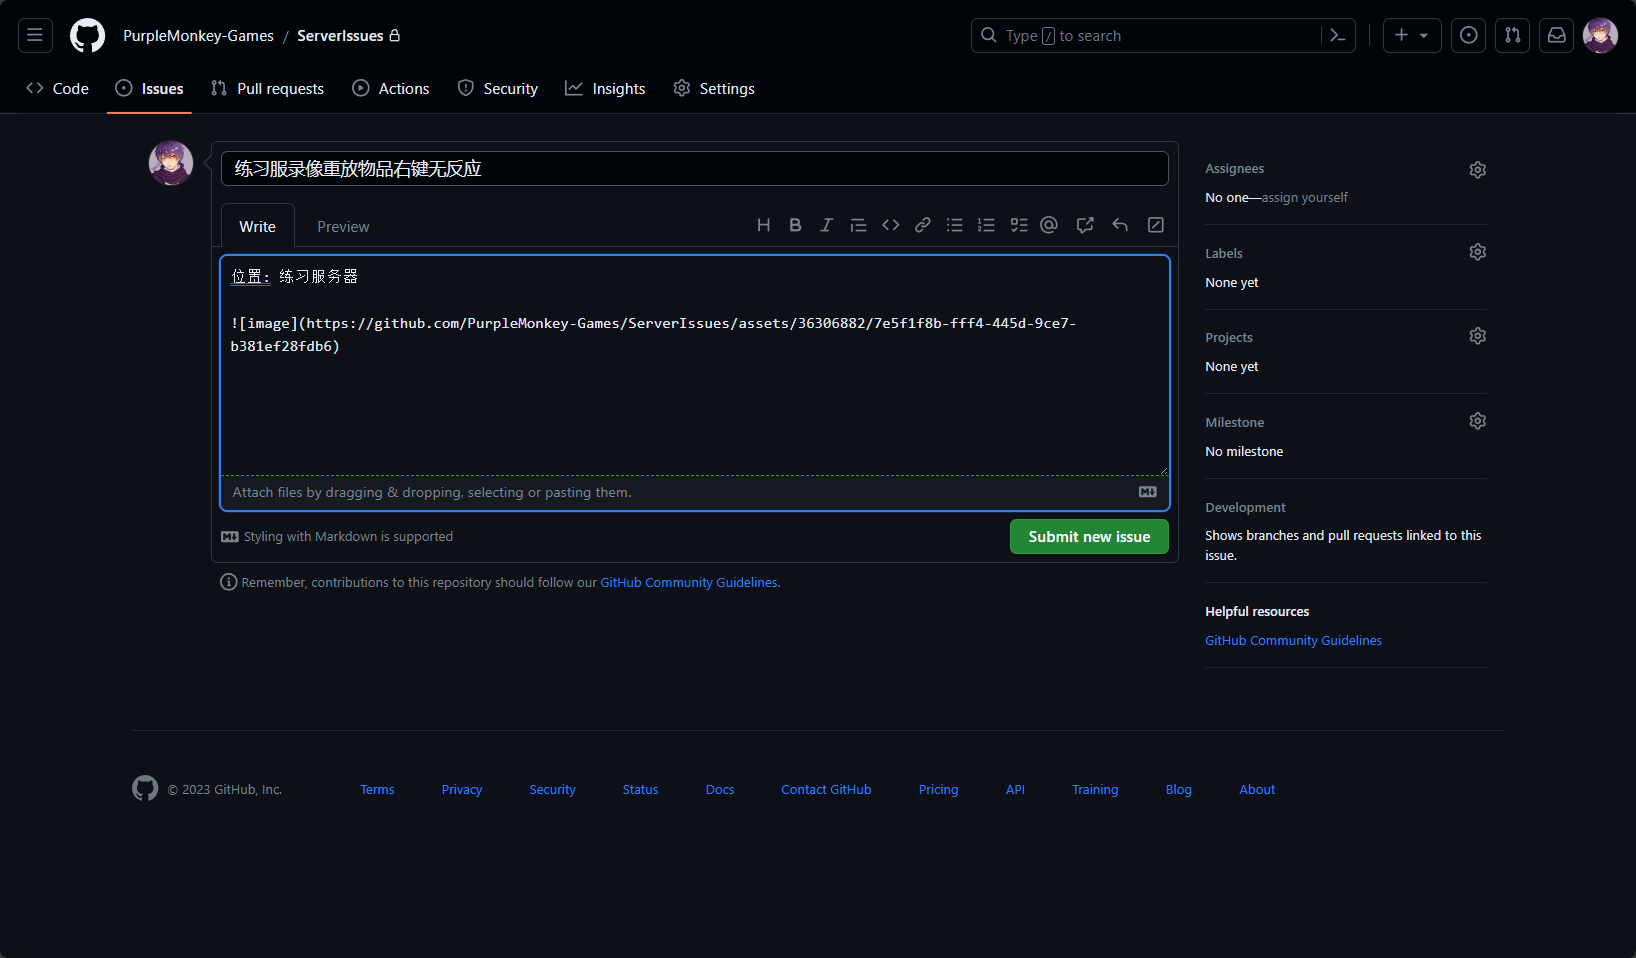 PurpleMonkey-Games / ServerIssues
Type / to search
Code
Issues
Pull requests
Actions
Security
Insights
Settings
练习服录像重放物品右键无反应
Write
Preview
位置: 练习服务器
![image](https://github.com/PurpleMonkey-Games/ServerIssues/assets/36306882/7e5f1f8b-fff4-445d-9ce7-
b381ef28fdb6)
Attach files by dragging & dropping, selecting or pasting them.
Styling with Markdown is supported
Submit new issue
Remember, contributions to this repository should follow our GitHub Community Guidelines.
Assignees
No one—assign yourself
Labels
None yet
Projects
None yet
Milestone
No milestone
Development
Shows branches and pull requests linked to this
issue.
Helpful resources
GitHub Community Guidelines
© 2023 GitHub, Inc.
Terms
Privacy
Security
Status
Docs
Contact GitHub
Pricing
API
Training
Blog
About